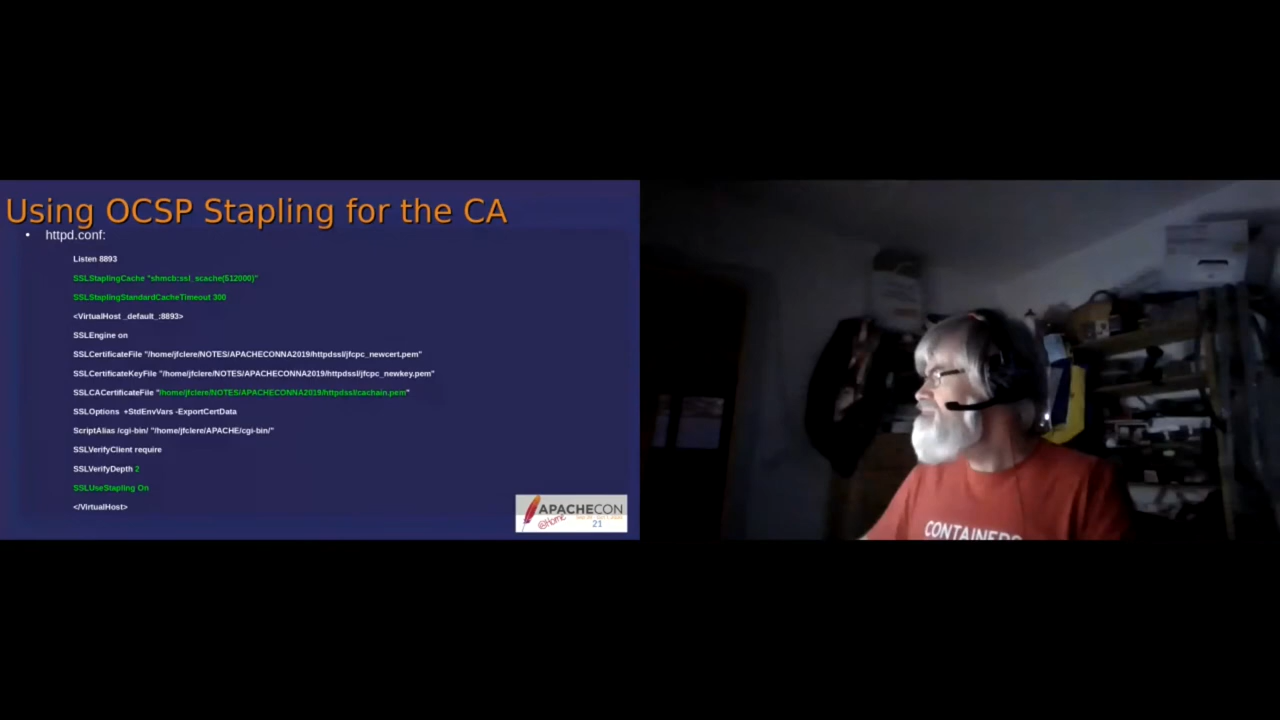 Using OCSP Stapling for the CA
• httpd.conf:
Listen 8893
SSLStaplingCache "shmcb:ssl_scache(512000)"
SSLStaplingStandardCacheTimeout 300
<VirtualHost _default_:8893>
SSLEngine on
SSLCertificateFile "/home/jfclere/NOTES/APACHECONNA2019/httpdssl/jfcpc_newcert.pem"
SSLCertificateKeyFile "/home/jfclere/NOTES/APACHECONNA2019/httpdssl/jfcpc_newkey.pem"
SSLCACertificateFile "/home/jfclere/NOTES/APACHECONNA2019/httpdssl/cachain.pem"
SSLOptions +StdEnvVars -ExportCertData
ScriptAlias /cgi-bin/ "/home/jfclere/APACHE/cgi-bin/"
SSLVerifyClient require
SSLVerifyDepth 2
SSLUseStapling On
</VirtualHost>
APACHECON
@Home
21
CONTAINERS